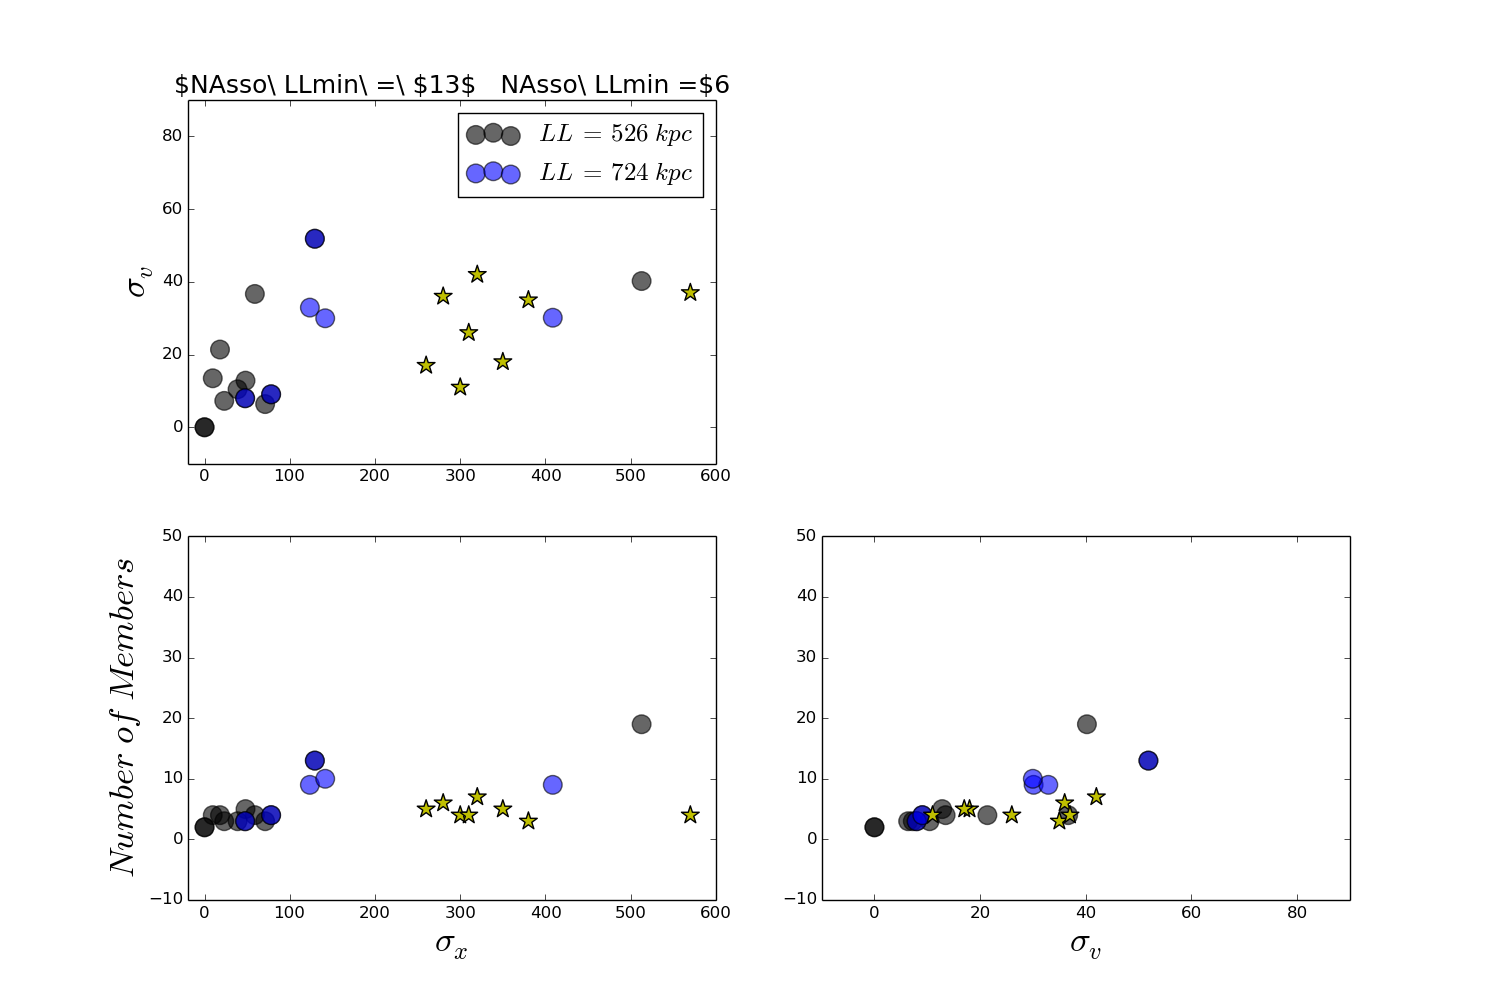 $NAsso\ LLmin\ =\ $13$   NAsso\ LLmin =$6
LL = 526 kpc
LL = 724 kpc
σ_v
80
60
40
20
0
0 100 200 300 400 500 600
Number of Members
50
40
30
20
10
0
−10
0 100 200 300 400 500 600
σ_x
50
40
30
20
10
0
−10
0 20 40 60 80
σ_v